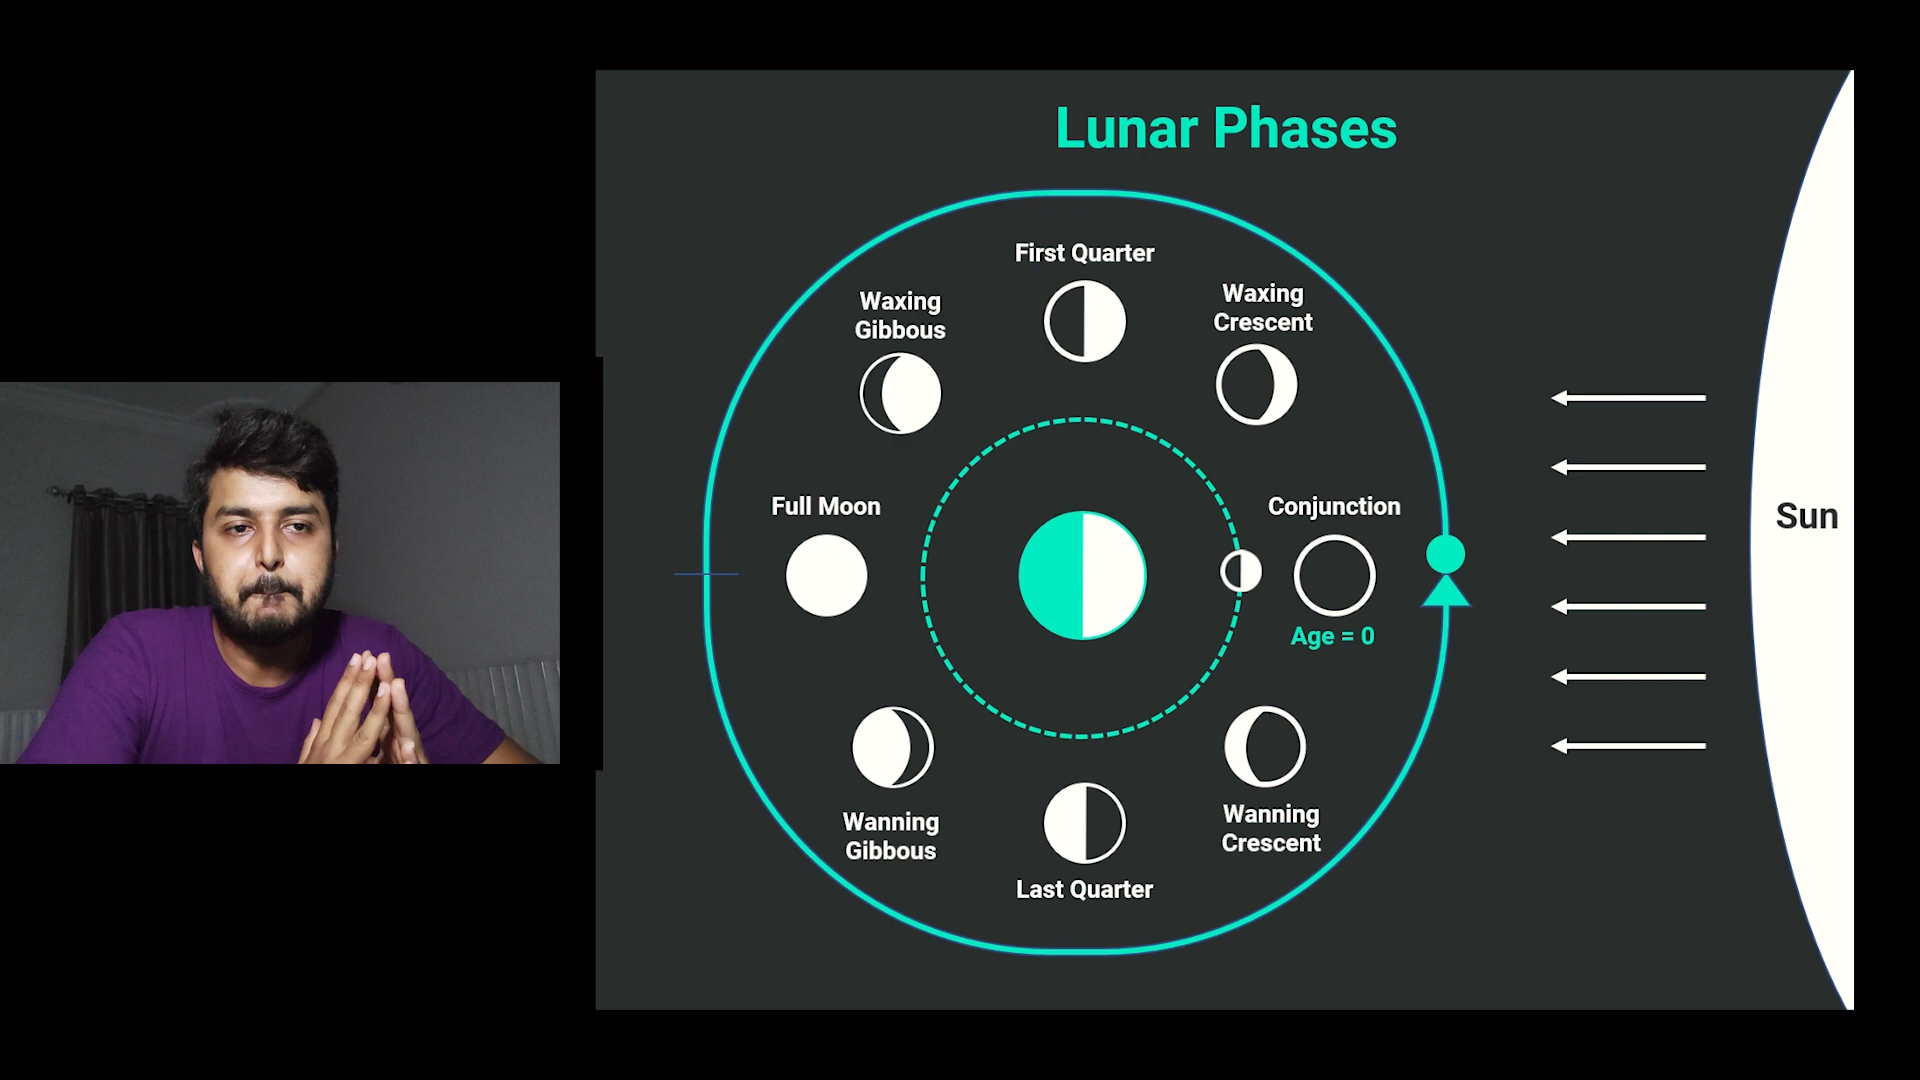 Lunar Phases
First Quarter
Waxing
Gibbous
Waxing
Crescent
Full Moon
Conjunction
Age = 0
Sun
Wanning
Gibbous
Wanning
Crescent
Last Quarter